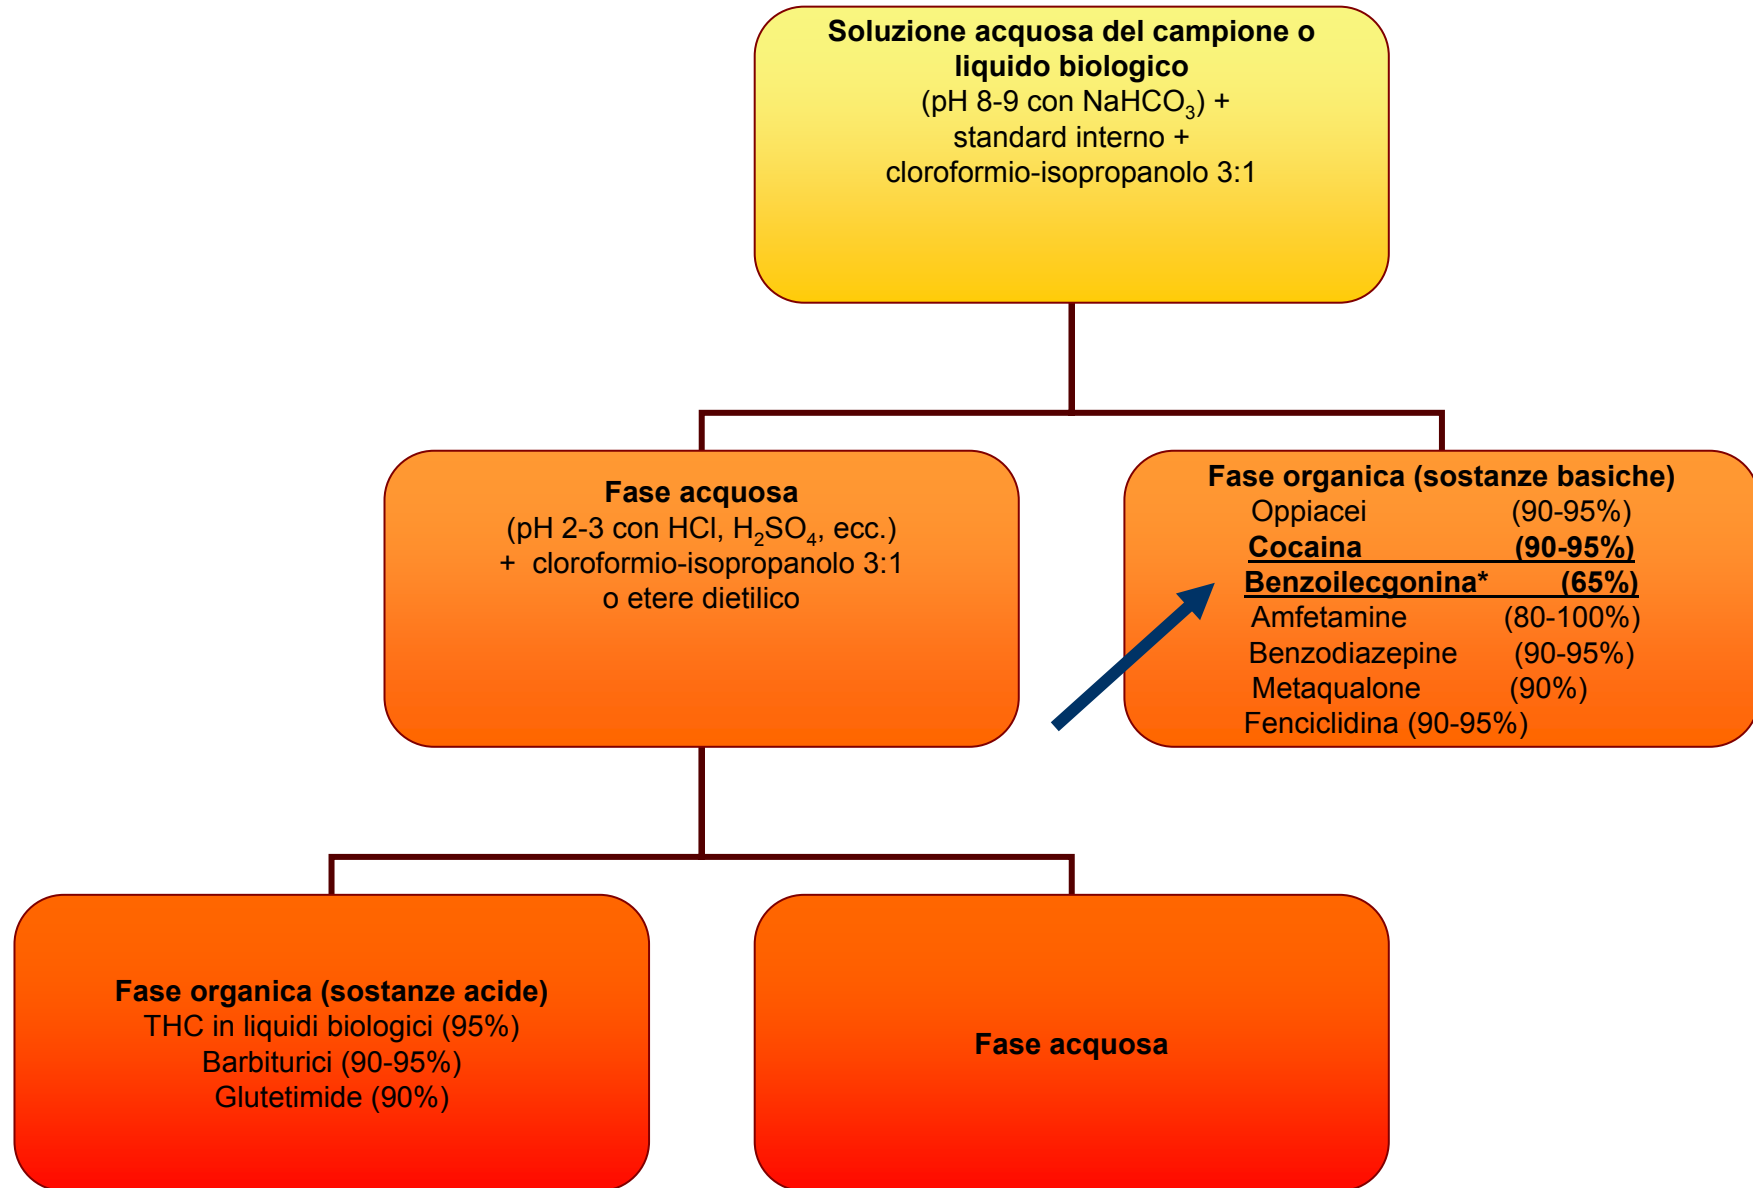 Soluzione acquosa del campione o
liquido biologico
(pH 8-9 con NaHCO₃) +
standard interno +
cloroformio-isopropanolo 3:1
Fase acquosa
(pH 2-3 con HCl, H₂SO₄, ecc.)
+ cloroformio-isopropanolo 3:1
o etere dietilico
Fase organica (sostanze basiche)
Oppiacei (90-95%)
Cocaina (90-95%)
Benzoilecgonina* (65%)
Amfetamine (80-100%)
Benzodiazepine (90-95%)
Metaqualone (90%)
Fenciclidina (90-95%)
Fase organica (sostanze acide)
THC in liquidi biologici (95%)
Barbiturici (90-95%)
Glutetimide (90%)
Fase acquosa